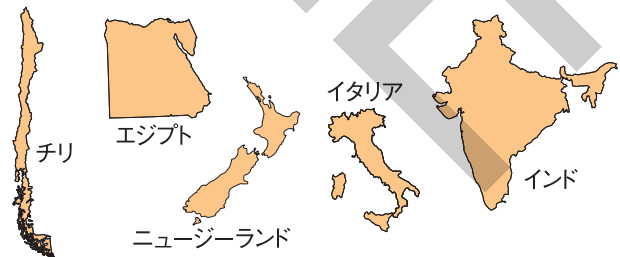 チリ
エジプト
ニュージーランド
イタリア
インド